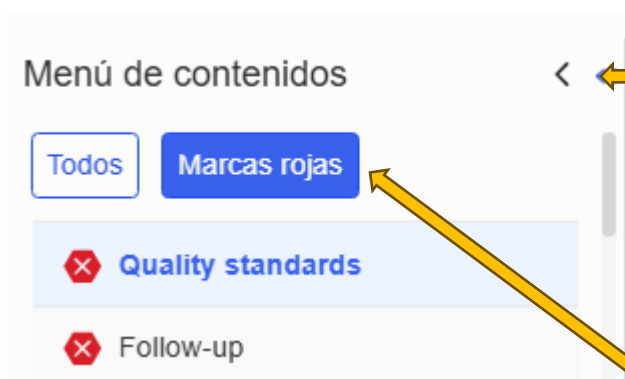 Menú de contenidos
Todos Marcas rojas
Quality standards
Follow-up